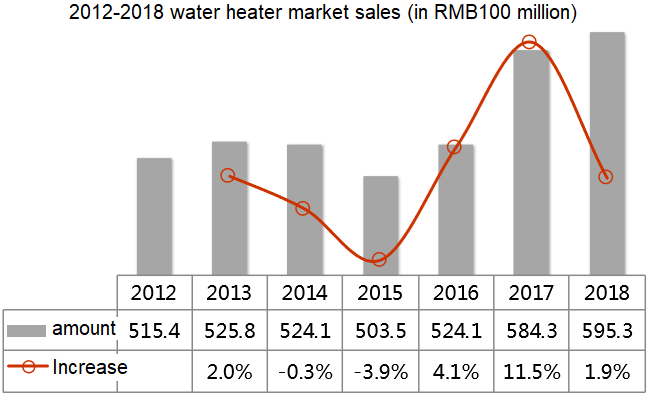 2012-2018 water heater market sales (in RMB100 million)
2012 2013 2014 2015 2016 2017 2018
amount 515.4 525.8 524.1 503.5 524.1 584.3 595.3
Increase 2.0% -0.3% -3.9% 4.1% 11.5% 1.9%